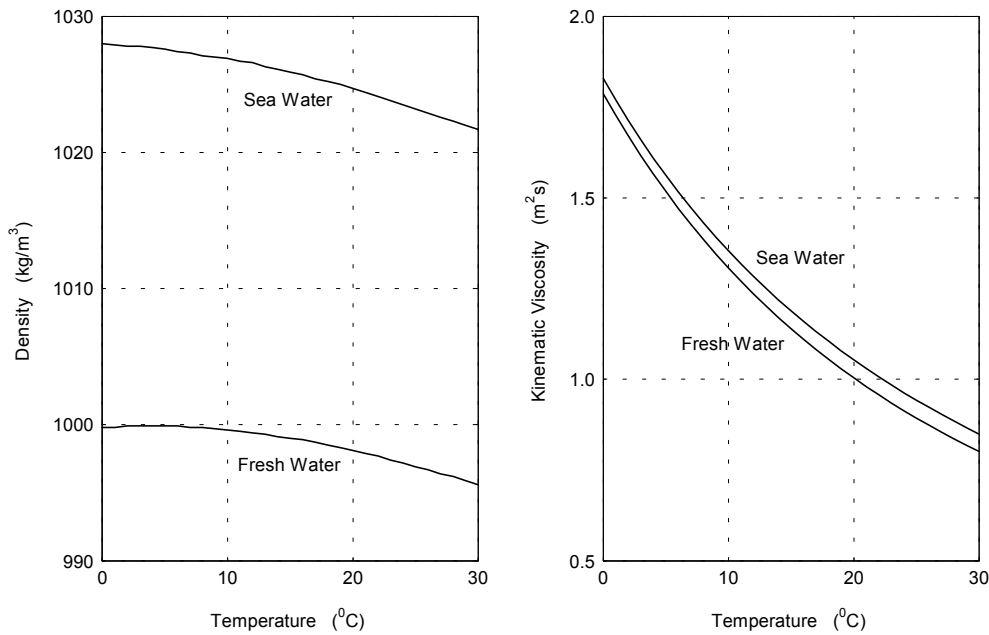 1030
1020
1010
1000
990
Density (kg/m³)
Sea Water
Fresh Water
0 10 20 30
Temperature (⁰C)
2.0
1.5
1.0
0.5
Kinematic Viscosity (m²s)
Sea Water
Fresh Water
0 10 20 30
Temperature (⁰C)